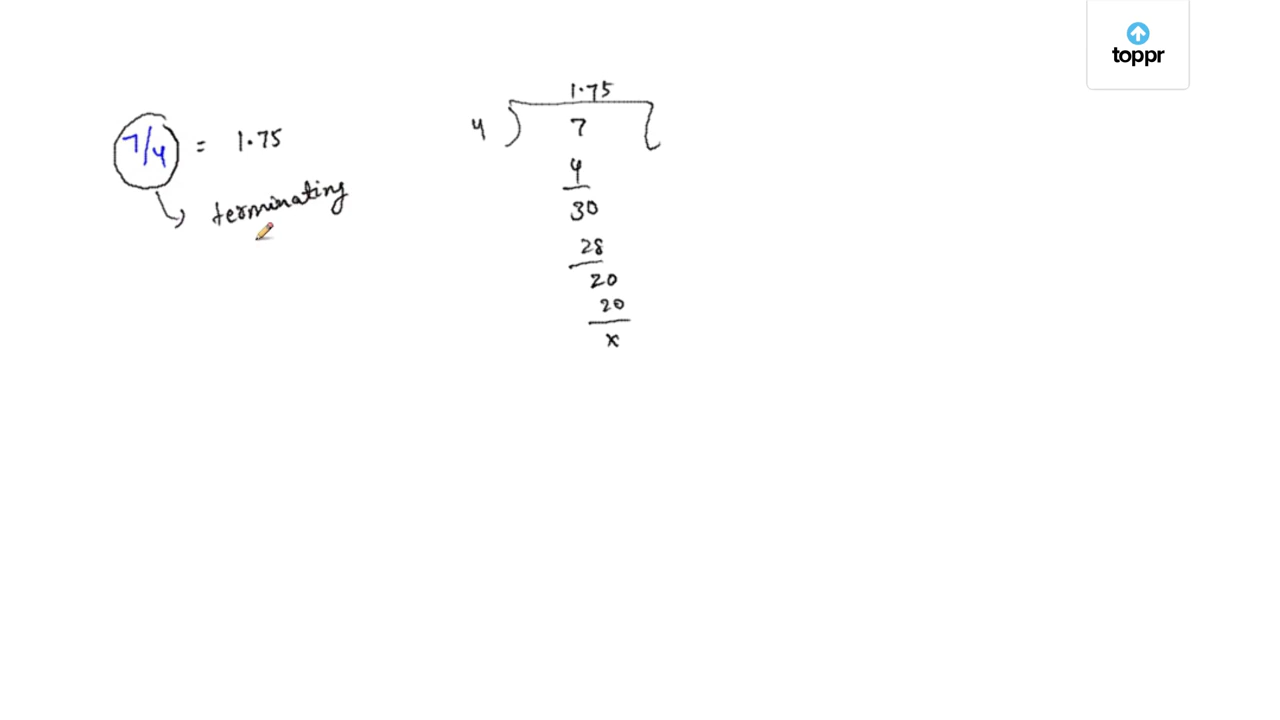 toppr
7/4 = 1.75
terminating
1.75
4 ) 7
4
30
28
20
20
x